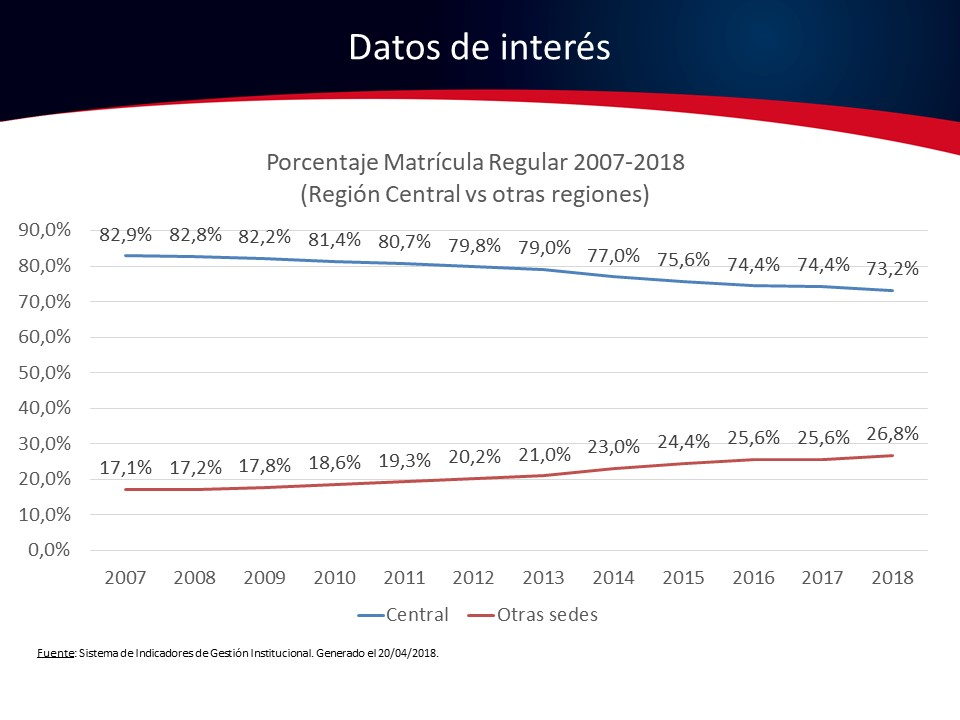 Datos de interés
Porcentaje Matrícula Regular 2007-2018
(Región Central vs otras regiones)
90,0%
80,0%
70,0%
60,0%
50,0%
40,0%
30,0%
20,0%
10,0%
0,0%
82,9% 82,8% 82,2% 81,4% 80,7% 79,8% 79,0% 77,0% 75,6% 74,4% 74,4% 73,2%
17,1% 17,2% 17,8% 18,6% 19,3% 20,2% 21,0% 23,0% 24,4% 25,6% 25,6% 26,8%
2007 2008 2009 2010 2011 2012 2013 2014 2015 2016 2017 2018
Central Otras sedes
Fuente: Sistema de Indicadores de Gestión Institucional. Generado el 20/04/2018.